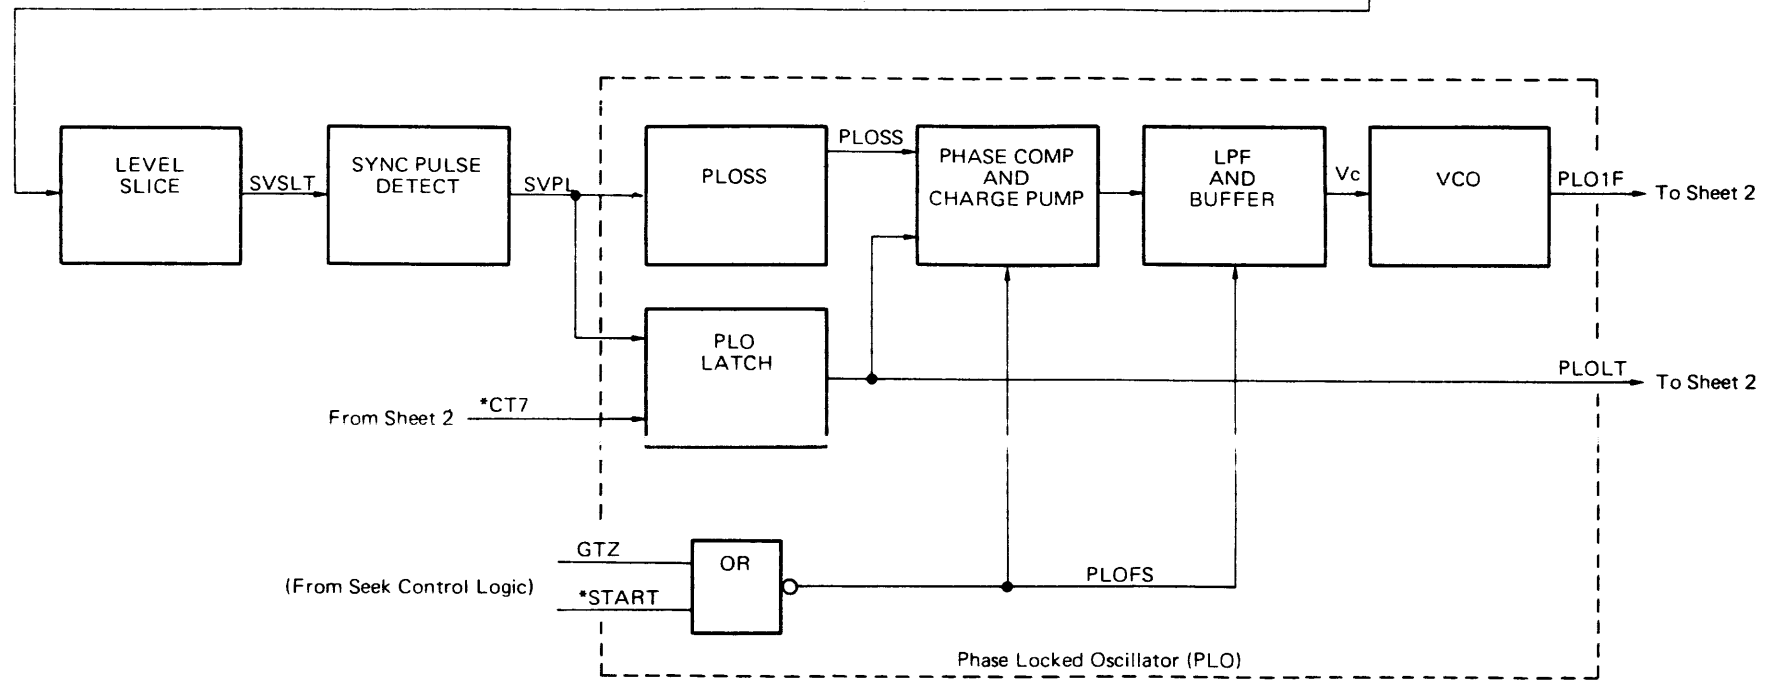 LEVEL
SLICE
SVSLT
SYNC PULSE
DETECT
SVPL
PLOSS
PLOSS
PHASE COMP
AND
CHARGE PUMP
LPF
AND
BUFFER
Vc
VCO
PLO1F
To Sheet 2
PLO
LATCH
PLOLT
To Sheet 2
From Sheet 2
*CT7
GTZ
(From Seek Control Logic)
*START
OR
PLOFS
Phase Locked Oscillator (PLO)